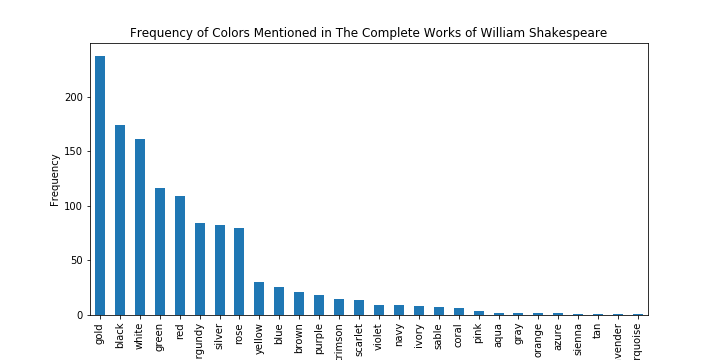 Frequency of Colors Mentioned in The Complete Works of William Shakespeare
Frequency
200
150
100
50
0
gold
black
white
green
red
rgundy
silver
rose
yellow
blue
brown
purple
crimson
scarlet
violet
navy
ivory
sable
coral
pink
aqua
gray
orange
azure
sienna
tan
vender
rquoise